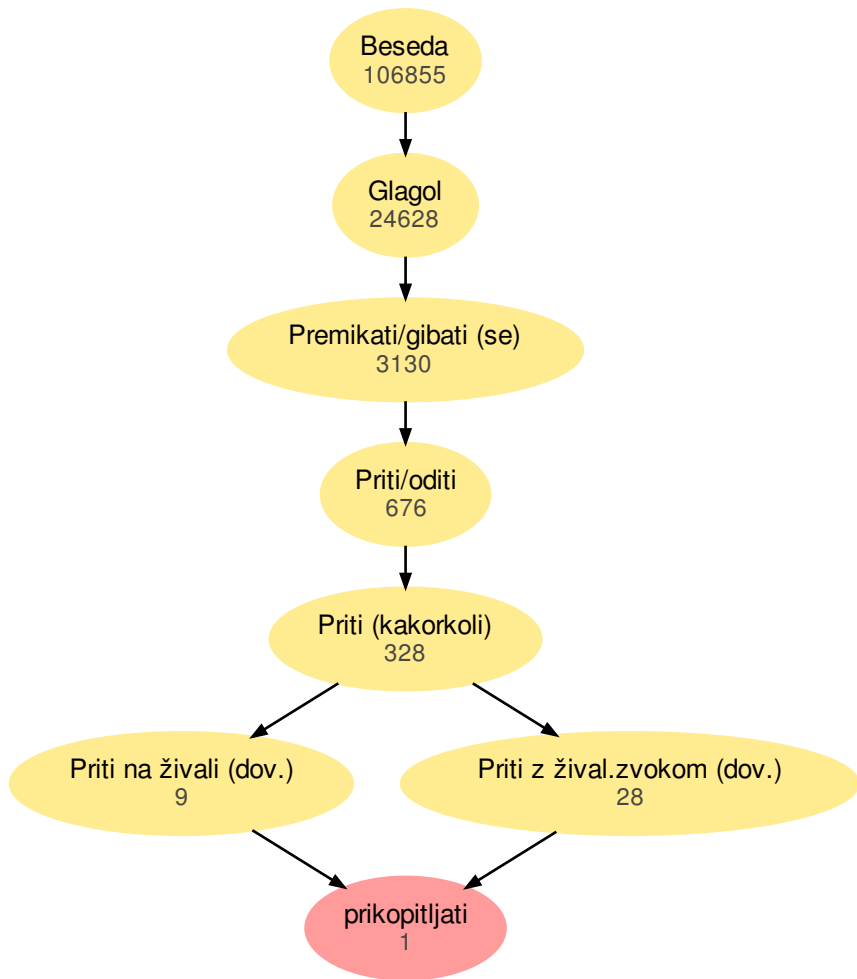 Beseda
106855
Glagol
24628
Premikati/gibati (se)
3130
Priti/oditi
676
Priti (kakorkoli)
328
Priti na živali (dov.)
9
Priti z žival.zvokom (dov.)
28
prikopitljati
1